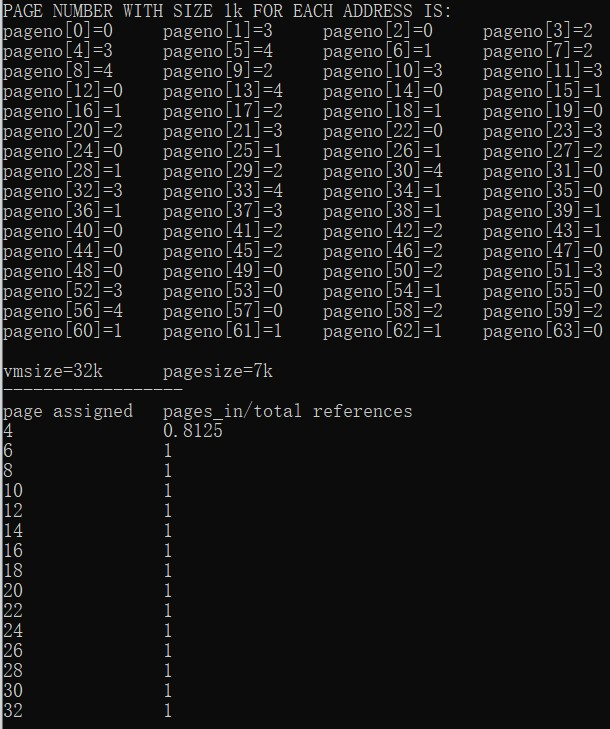 PAGE NUMBER WITH SIZE 1k FOR EACH ADDRESS IS:
pageno[0]=0 pageno[1]=3 pageno[2]=0 pageno[3]=2
pageno[4]=3 pageno[5]=4 pageno[6]=1 pageno[7]=2
pageno[8]=4 pageno[9]=2 pageno[10]=3 pageno[11]=3
pageno[12]=0 pageno[13]=4 pageno[14]=0 pageno[15]=1
pageno[16]=1 pageno[17]=2 pageno[18]=1 pageno[19]=0
pageno[20]=2 pageno[21]=3 pageno[22]=0 pageno[23]=3
pageno[24]=0 pageno[25]=1 pageno[26]=1 pageno[27]=2
pageno[28]=1 pageno[29]=2 pageno[30]=4 pageno[31]=0
pageno[32]=3 pageno[33]=4 pageno[34]=1 pageno[35]=0
pageno[36]=1 pageno[37]=3 pageno[38]=1 pageno[39]=1
pageno[40]=0 pageno[41]=2 pageno[42]=2 pageno[43]=1
pageno[44]=0 pageno[45]=2 pageno[46]=2 pageno[47]=0
pageno[48]=0 pageno[49]=0 pageno[50]=2 pageno[51]=3
pageno[52]=3 pageno[53]=0 pageno[54]=1 pageno[55]=0
pageno[56]=4 pageno[57]=0 pageno[58]=2 pageno[59]=2
pageno[60]=1 pageno[61]=1 pageno[62]=1 pageno[63]=0
vmsize=32k pagesize=7k
------------------
page assigned pages_in/total references
4 0.8125
6 1
8 1
10 1
12 1
14 1
16 1
18 1
20 1
22 1
24 1
26 1
28 1
30 1
32 1